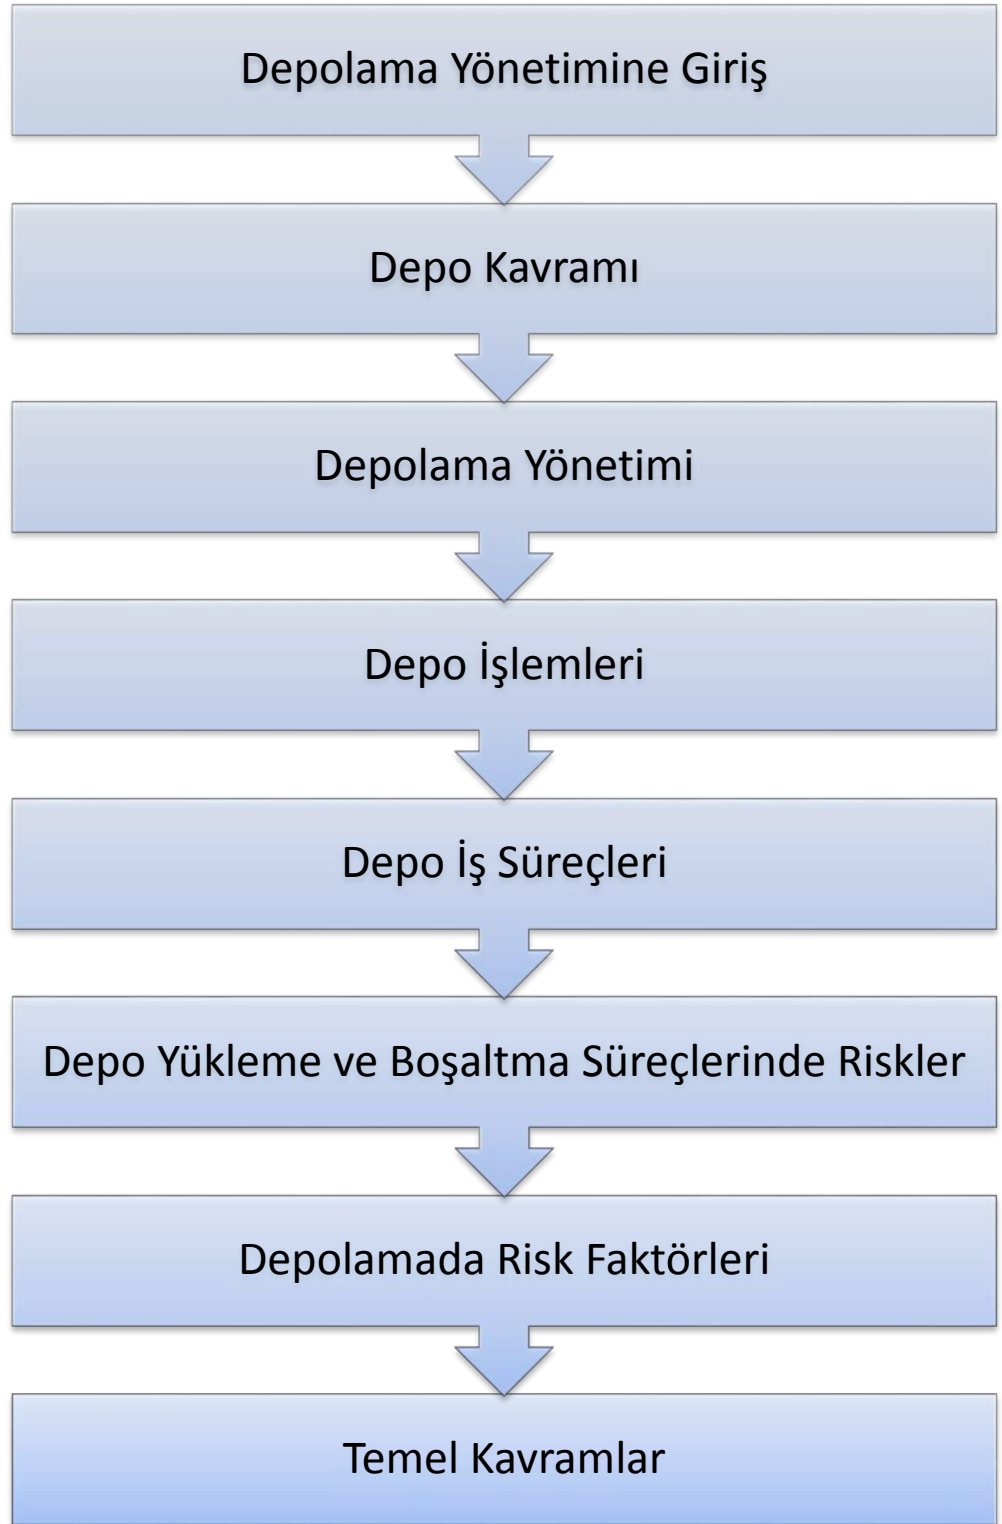 Depolama Yönetimine Giriş
Depo Kavramı
Depolama Yönetimi
Depo İşlemleri
Depo İş Süreçleri
Depo Yükleme ve Boşaltma Süreçlerinde Riskler
Depolamada Risk Faktörleri
Temel Kavramlar